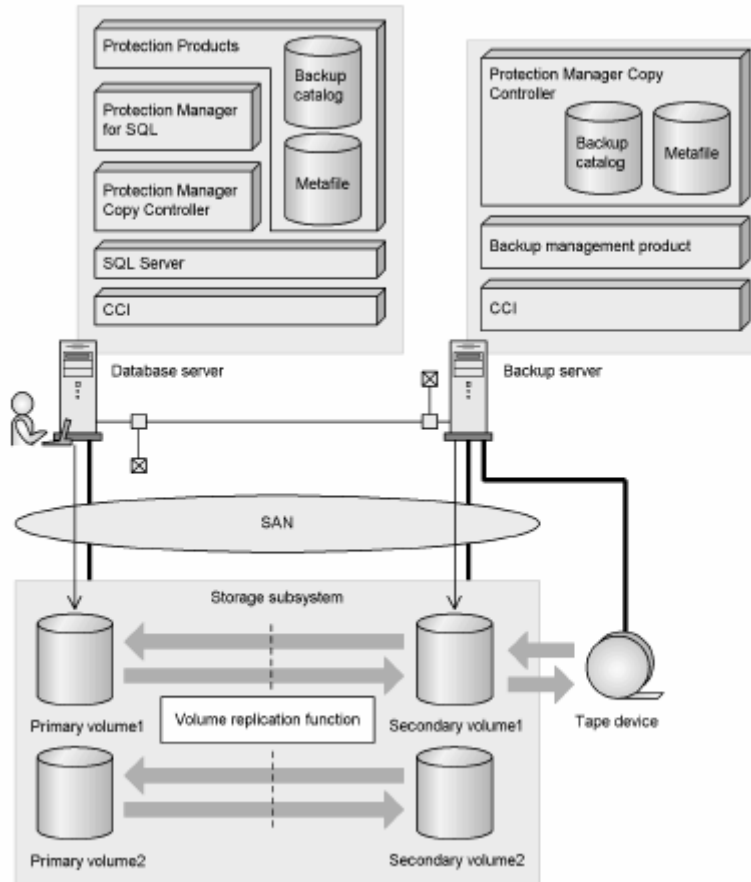 Protection Products
Backup
catalog
Protection Manager
for SQL
Metafile
Protection Manager
Copy Controller
SQL Server
CCI
Protection Manager Copy
Controller
Backup
catalog
Metafile
Backup management product
CCI
Database server
Backup server
SAN
Storage subsystem
Primary volume1
Volume replication function
Secondary volume1
Tape device
Primary volume2
Secondary volume2